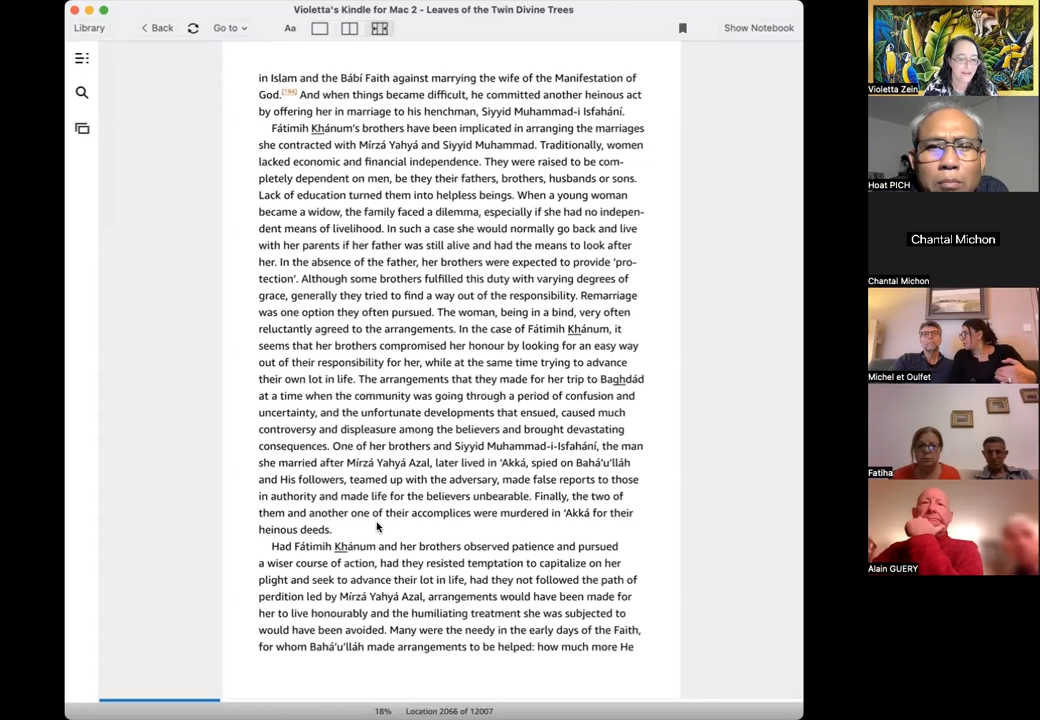 Violetta's Kindle for Mac 2 - Leaves of the Twin Divine Trees
Library
Back
Go to
Aa
Show Notebook
in Islam and the Bábí Faith against marrying the wife of the Manifestation of
God.[194] And when things became difficult, he committed another heinous act
by offering her in marriage to his henchman, Siyyid Muhammad-i Isfahání.
Fátimih Khánum's brothers have been implicated in arranging the marriages
she contracted with Mírzá Yahyá and Siyyid Muhammad. Traditionally, women
lacked economic and financial independence. They were raised to be com-
pletely dependent on men, be they their fathers, brothers, husbands or sons.
Lack of education turned them into helpless beings. When a young woman
became a widow, the family faced a dilemma, especially if she had no indepen-
dent means of livelihood. In such a case she would normally go back and live
with her parents if her father was still alive and had the means to look after
her. In the absence of the father, her brothers were expected to provide 'pro-
tection'. Although some brothers fulfilled this duty with varying degrees of
grace, generally they tried to find a way out of the responsibility. Remarriage
was one option they often pursued. The woman, being in a bind, very often
reluctantly agreed to the arrangements. In the case of Fátimih Khánum, it
seems that her brothers compromised her honour by looking for an easy way
out of their responsibility for her, while at the same time trying to advance
their own lot in life. The arrangements that they made for her trip to Baghdád
at a time when the community was going through a period of confusion and
uncertainty, and the unfortunate developments that ensued, caused much
controversy and displeasure among the believers and brought devastating
consequences. One of her brothers and Siyyid Muhammad-i-Isfahání, the man
she married after Mírzá Yahyá Azal, later lived in 'Akká, spied on Bahá'u'lláh
and His followers, teamed up with the adversary, made false reports to those
in authority and made life for the believers unbearable. Finally, the two of
them and another one of their accomplices were murdered in 'Akká for their
heinous deeds.
Had Fátimih Khánum and her brothers observed patience and pursued
a wiser course of action, had they resisted temptation to capitalize on her
plight and seek to advance their lot in life, had they not followed the path of
perdition led by Mírzá Yahyá Azal, arrangements would have been made for
her to live honourably and the humiliating treatment she was subjected to
would have been avoided. Many were the needy in the early days of the Faith,
for whom Bahá'u'lláh made arrangements to be helped: how much more He
18%
Location 2066 of 12007
Violetta Zein
Hoat PICH
Chantal Michon
Chantal Michon
Michel et Oulfet
Fatiha
Alain GUERY